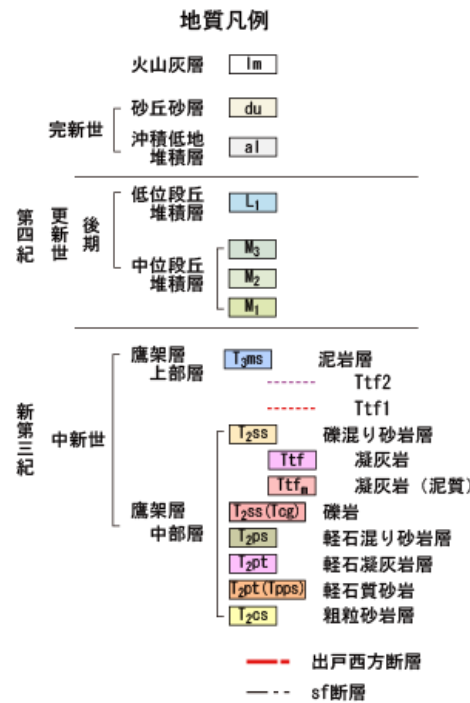 地質凡例
火山灰層 lm
完新世
砂丘砂層 du
沖積低地
堆積層 al
第四紀
更新世
後期
低位段丘
堆積層 L₁
中位段丘
堆積層
M₃
M₂
M₁
新第三紀
中新世
鷹架層
上部層
T₃ms 泥岩層
Ttf2
Ttf1
鷹架層
中部層
T₂ss 礫混り砂岩層
Ttf 凝灰岩
Ttfₘ 凝灰岩（泥質）
T₂ss(Tcg) 礫岩
T₂ps 軽石混り砂岩層
T₂pt 軽石凝灰岩層
T₂pt(Tpps) 軽石質砂岩
T₂cs 粗粒砂岩層
出戸西方断層
sf断層